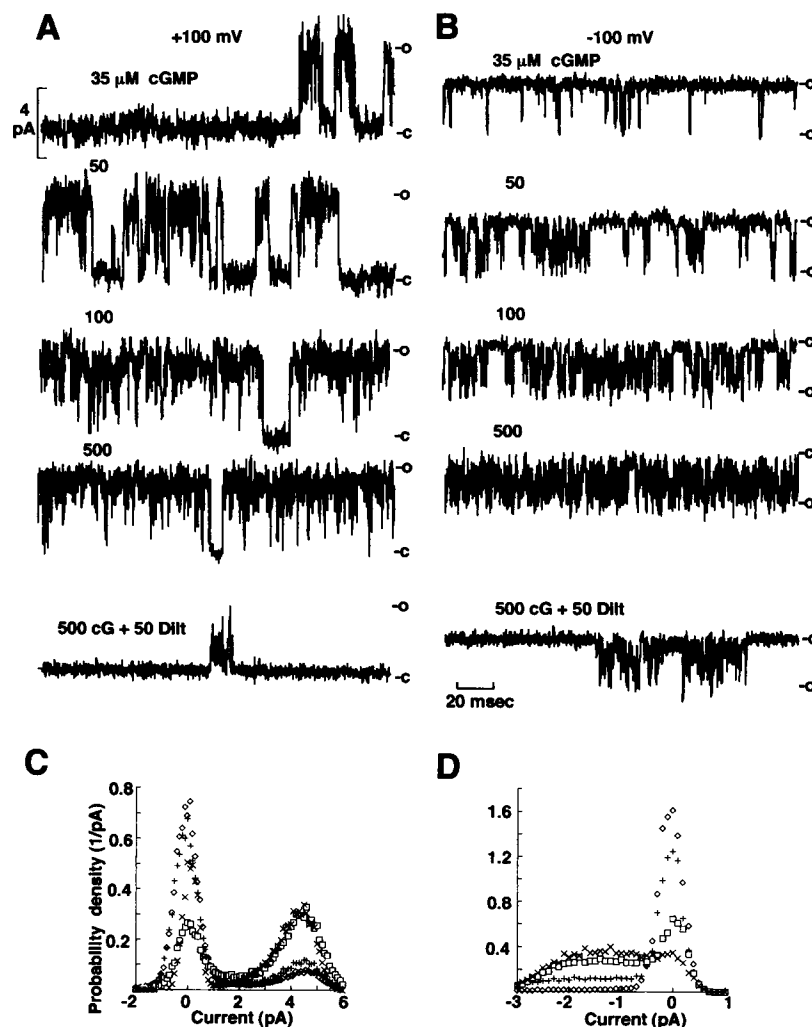 A
+100 mV
35 μM cGMP
-o
4
pA
-c
50
-o
-c
100
-o
-c
500
-o
-c
500 cG + 50 Dilt
-o
-c
B
-100 mV
35 μM cGMP
-c
-o
50
-c
-o
100
-c
-o
500
-c
-o
500 cG + 50 Dilt
-c
-o
20 msec
C
Probability density (1/pA)
0.8
0.6
0.4
0.2
-2 0 2 4 6
Current (pA)
D
1.6
1.2
0.8
0.4
-3 -2 -1 0 1
Current (pA)